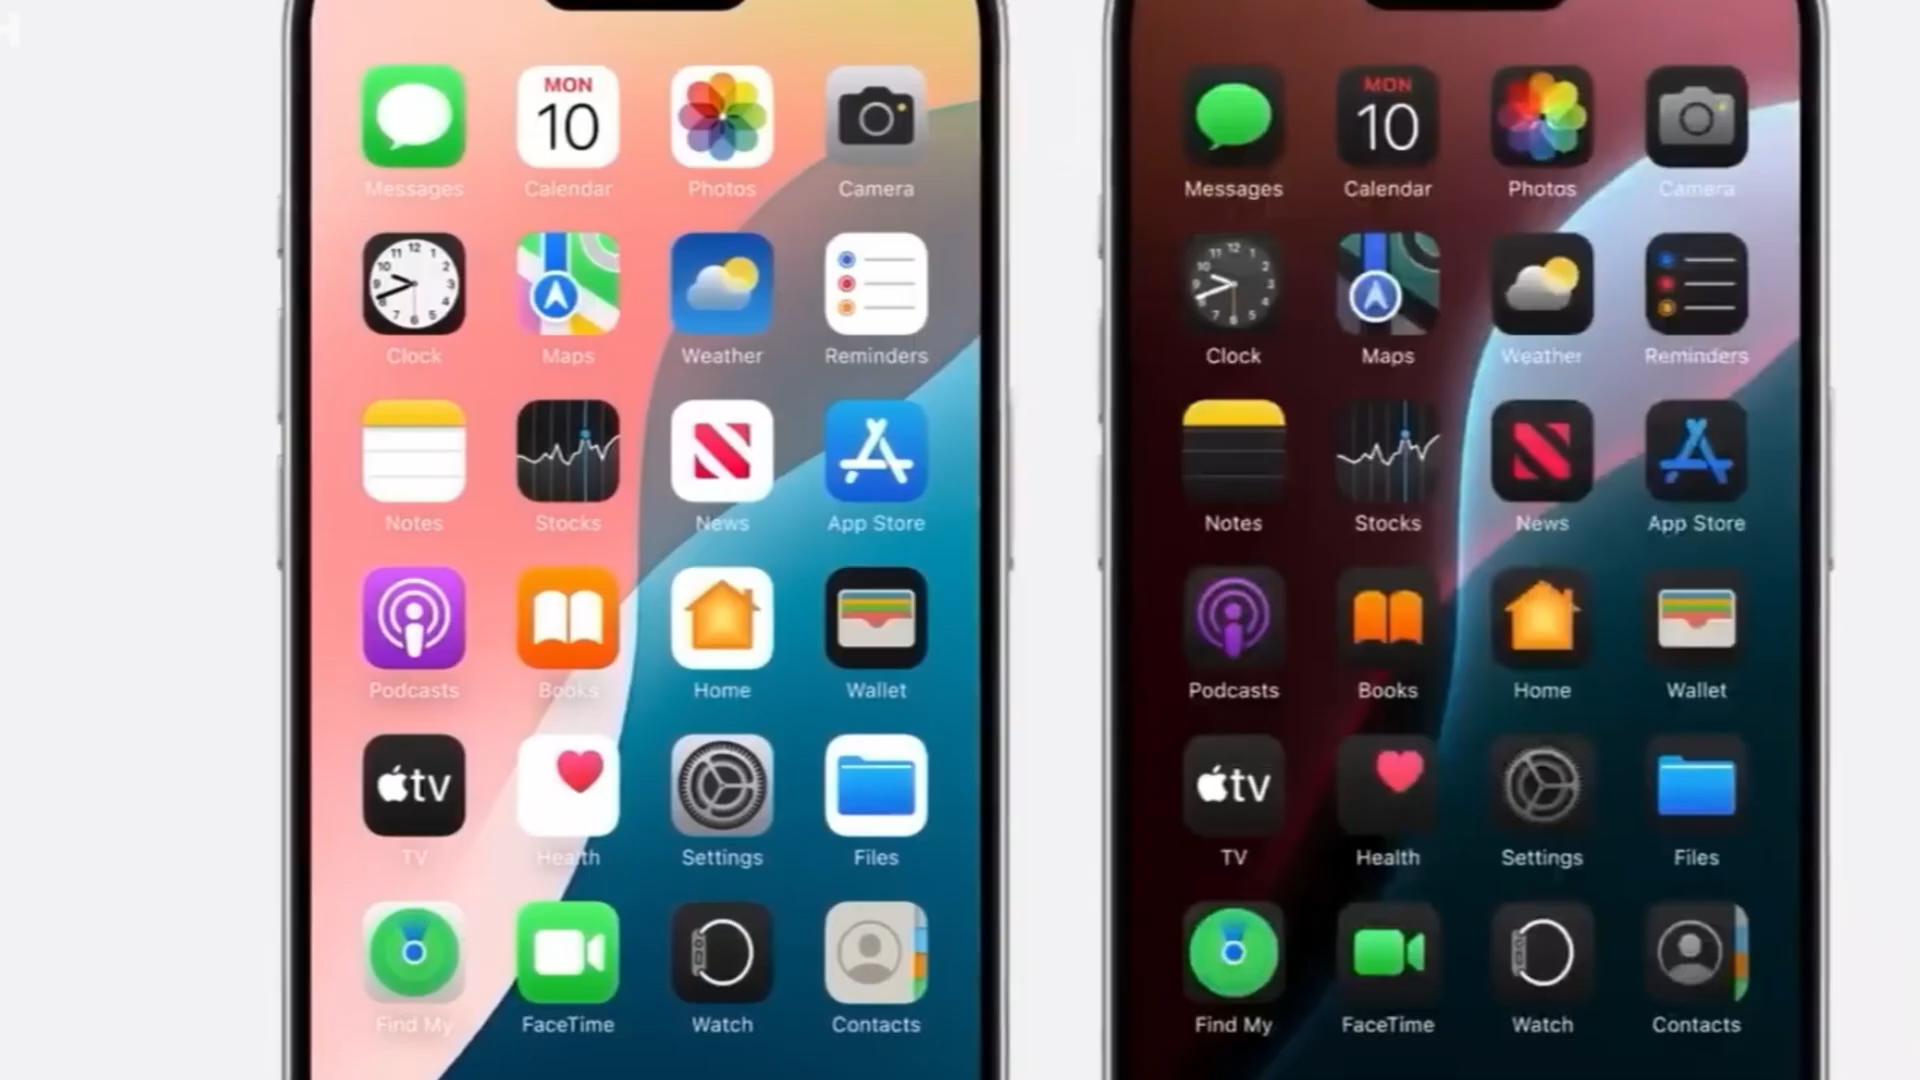 MON MON
10 10
Messages Calendar Photos Camera Messages Calendar Photos Camera
Clock Maps Weather Reminders Clock Maps Weather Reminders
Notes Stocks News App Store Notes Stocks News App Store
Podcasts Books Home Wallet Podcasts Books Home Wallet
tv tv
TV Health Settings Files TV Health Settings Files
Find My FaceTime Watch Contacts Find My FaceTime Watch Contacts